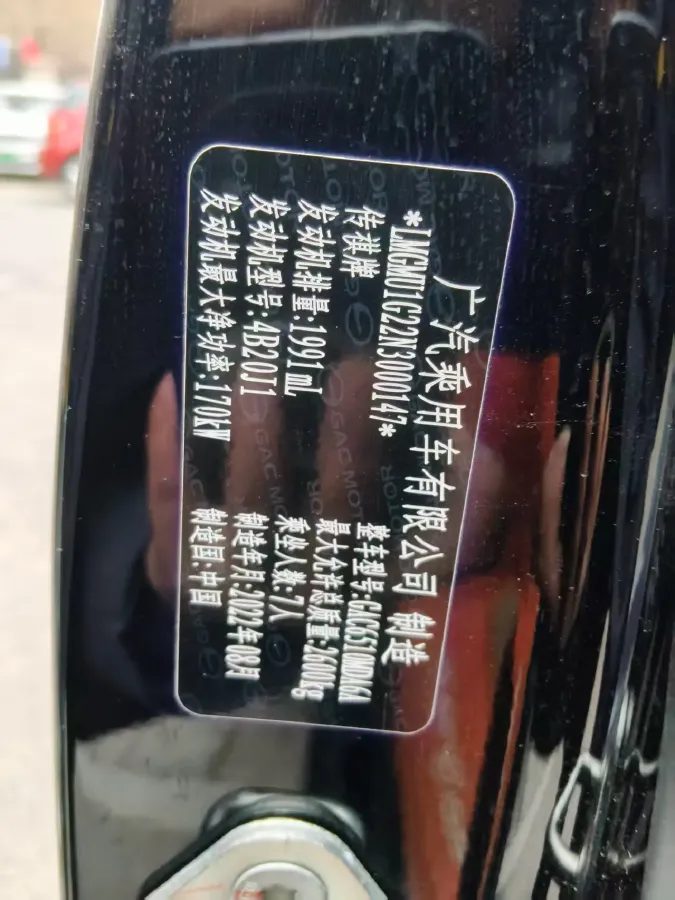 广汽乘用车有限公司 制造
*LMGMO1G22N3000147*
传祺牌 整车型号:GAC6510MDA6A
发动机排量:1991mL 最大允许总质量:2600kg
发动机型号:4B20J1 乘坐人数:7人
发动机最大净功率:170kW 制造年月:2022年08月
制造国:中国